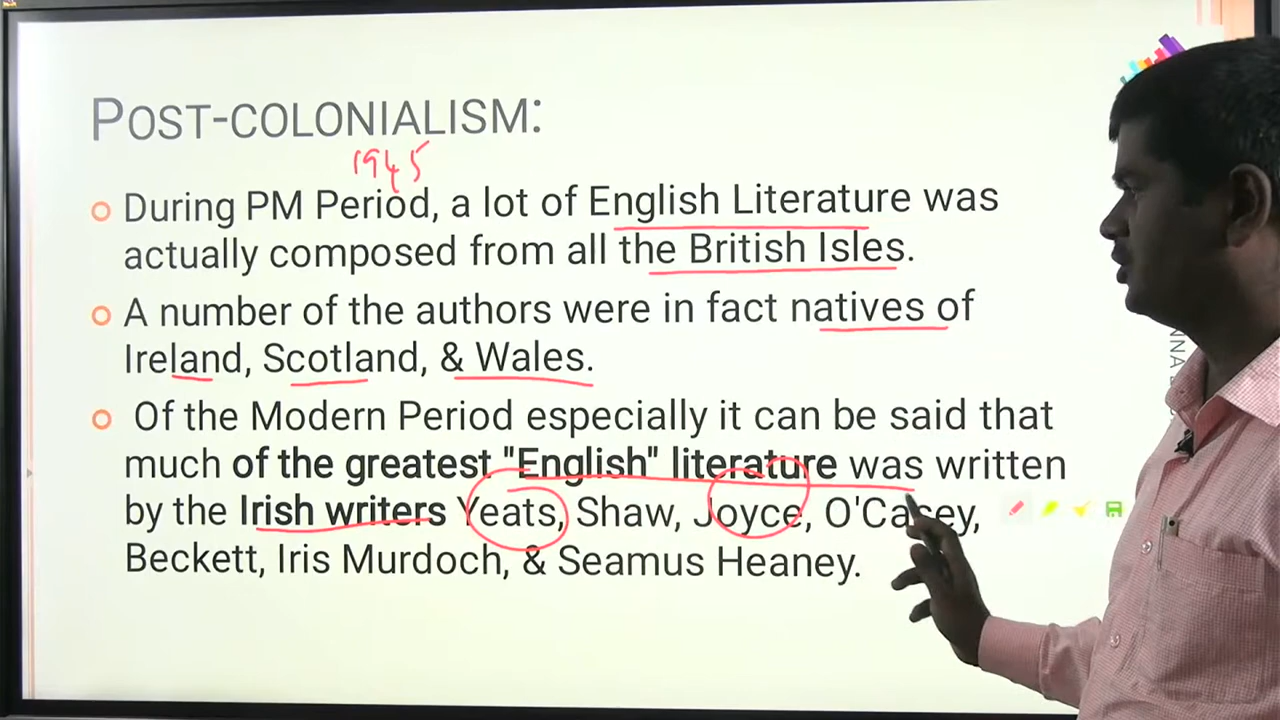 POST-COLONIALISM:
1945
During PM Period, a lot of English Literature was
actually composed from all the British Isles.
A number of the authors were in fact natives of
Ireland, Scotland, & Wales.
Of the Modern Period especially it can be said that
much of the greatest "English" literature was written
by the Irish writers Yeats, Shaw, Joyce, O'Casey,
Beckett, Iris Murdoch, & Seamus Heaney.